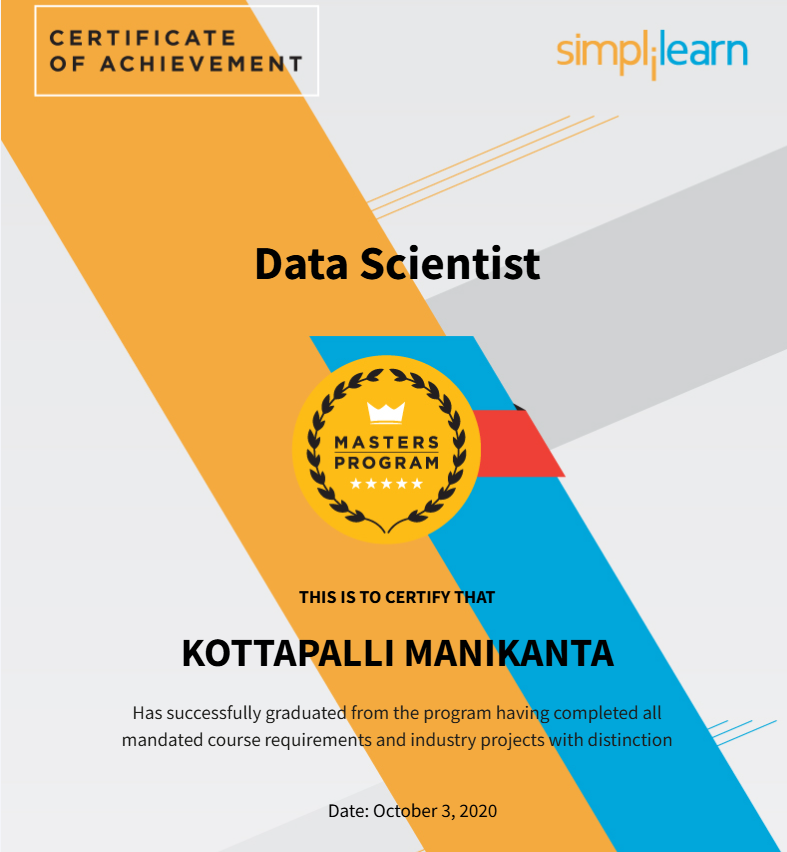 CERTIFICATE
OF ACHIEVEMENT
simplilearn
Data Scientist
MASTERS
PROGRAM
THIS IS TO CERTIFY THAT
KOTTAPALLI MANIKANTA
Has successfully graduated from the program having completed all
mandated course requirements and industry projects with distinction
Date: October 3, 2020